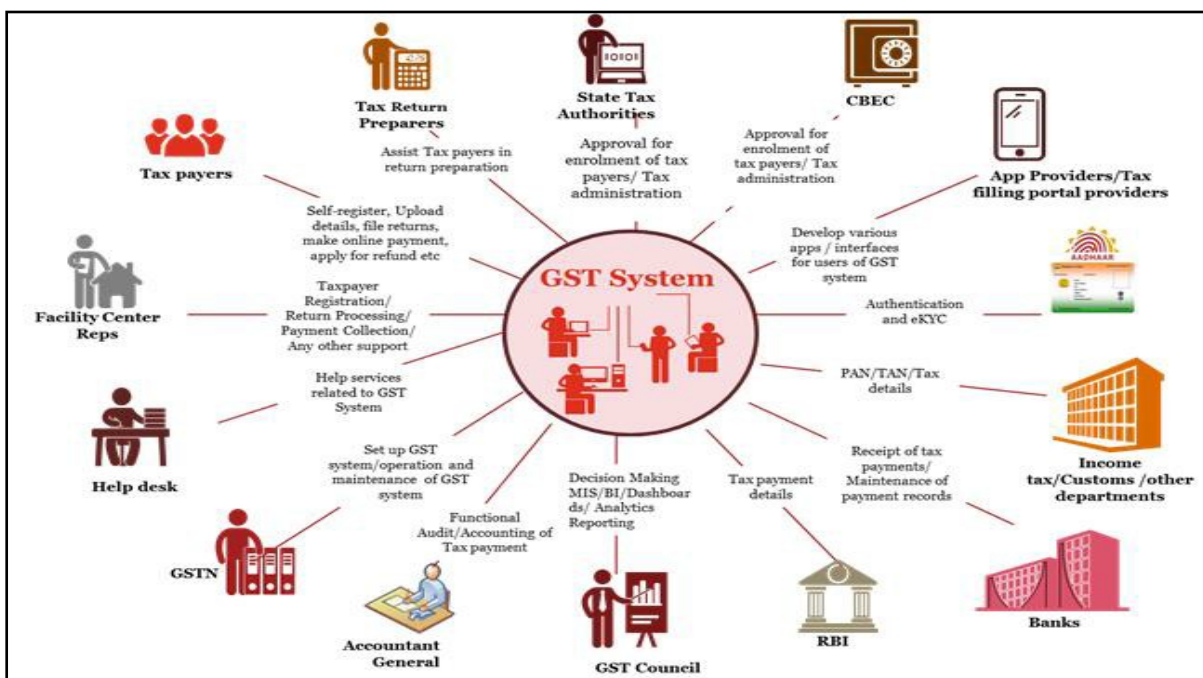 Tax Return
Preparers
Assist Tax payers in
return preparation
State Tax
Authorities
Approval for
enrolment of tax
payers/ Tax
administration
CBEC
Approval for
enrolment of
tax payers/ Tax
administration
App Providers/Tax
filling portal providers
Develop various
apps / interfaces
for users of GST
system
Tax payers
Self-register, Upload
details, file returns,
make online payment,
apply for refund etc
GST System
AADHAAR
Authentication
and eKYC
Facility Center
Reps
Taxpayer
Registration/
Return Processing/
Payment Collection/
Any other support
PAN/TAN/Tax
details
Income
tax/Customs /other
departments
Help desk
Help services
related to GST
System
Receipt of tax
payments/
Maintenance of
payment records
Banks
GSTN
Set up GST
system/operation and
maintenance of GST
system
Functional
Audit/Accounting of
Tax payment
Accountant
General
Decision Making
MIS/BI/Dashboar
ds/ Analytics
Reporting
GST Council
Tax payment
details
RBI